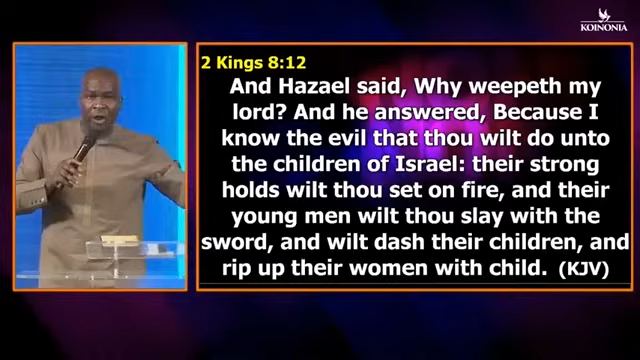 KOINONIA
2 Kings 8:12
And Hazael said, Why weepeth my
lord? And he answered, Because I
know the evil that thou wilt do unto
the children of Israel: their strong
holds wilt thou set on fire, and their
young men wilt thou slay with the
sword, and wilt dash their children, and
rip up their women with child. (KJV)